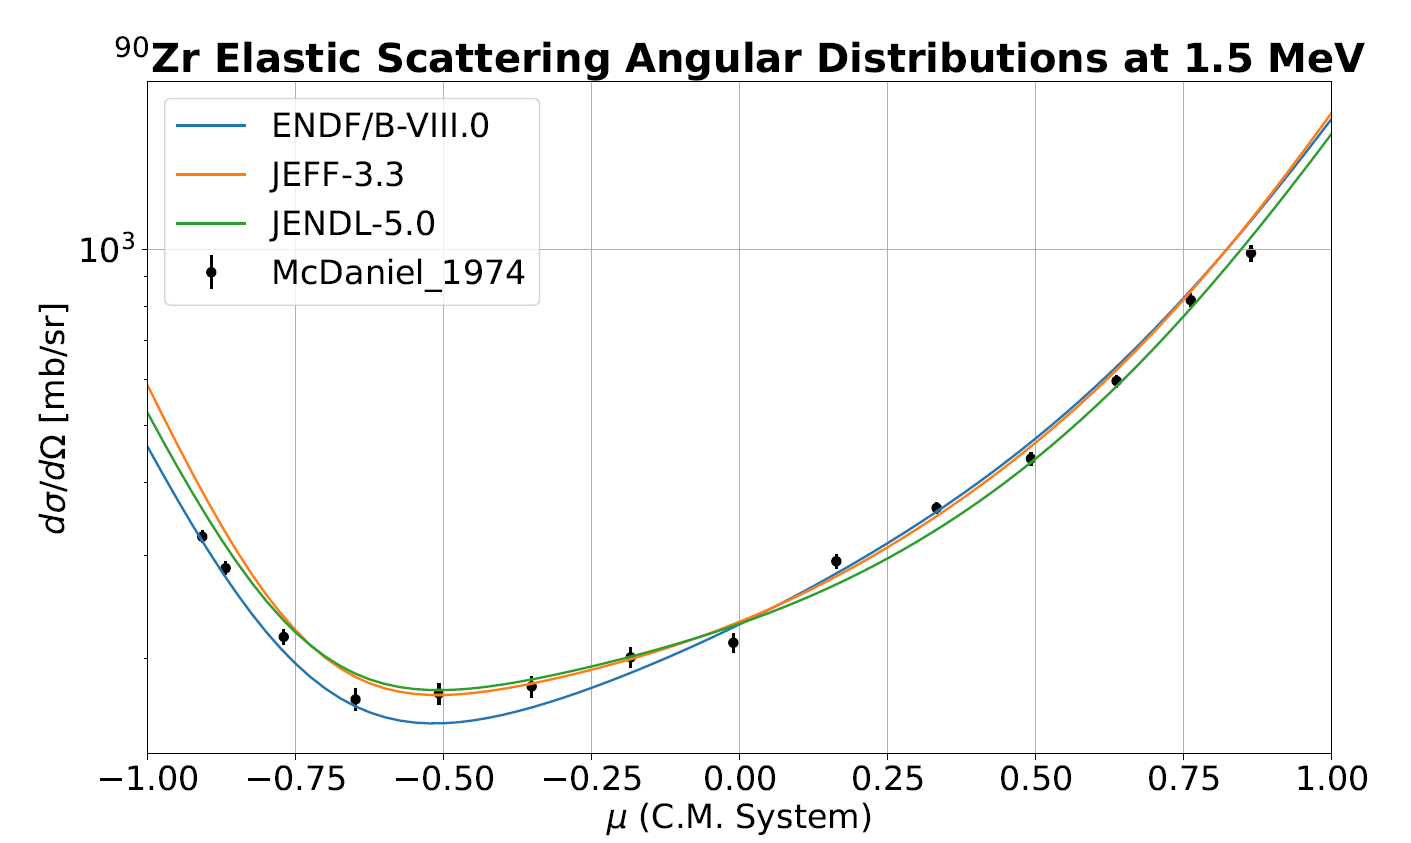 ⁹⁰Zr Elastic Scattering Angular Distributions at 1.5 MeV
ENDF/B-VIII.0
JEFF-3.3
JENDL-5.0
McDaniel_1974
10³
dσ/dΩ [mb/sr]
−1.00 −0.75 −0.50 −0.25 0.00 0.25 0.50 0.75 1.00
μ (C.M. System)